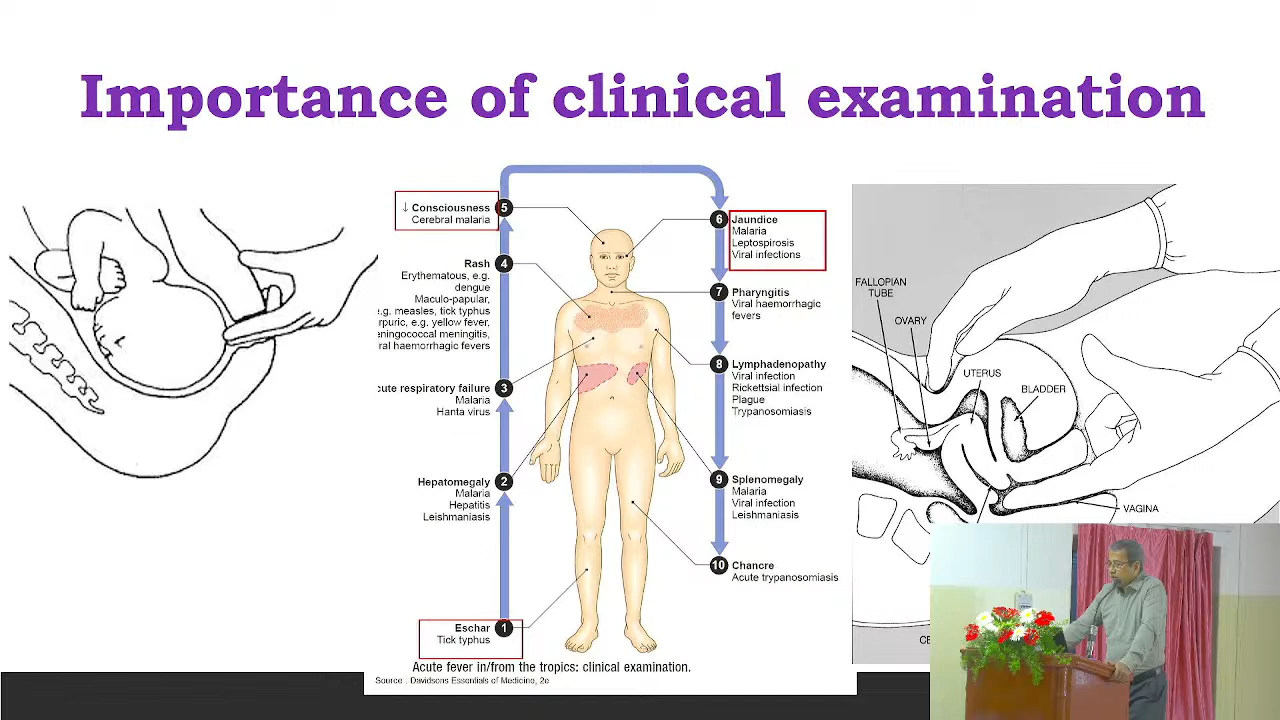 Importance of clinical examination
↓ Consciousness 5
Cerebral malaria
Rash 4
Erythematous, e.g.
dengue
Maculo-papular,
e.g. measles, tick typhus
rpuric, e.g. yellow fever,
eningococcal meningitis,
ral haemorrhagic fevers
cute respiratory failure 3
Malaria
Hanta virus
Hepatomegaly 2
Malaria
Hepatitis
Leishmaniasis
Eschar 1
Tick typhus
6 Jaundice
Malaria
Leptospirosis
Viral infections
7 Pharyngitis
Viral haemorrhagic
fevers
8 Lymphadenopathy
Viral infection
Rickettsial infection
Plague
Trypanosomiasis
9 Splenomegaly
Malaria
Viral infection
Leishmaniasis
10 Chancre
Acute trypanosomiasis
Acute fever in/from the tropics: clinical examination.
Source : Davidsons Essentials of Medicine, 2e
FALLOPIAN
TUBE
OVARY
UTERUS
BLADDER
VAGINA
CE